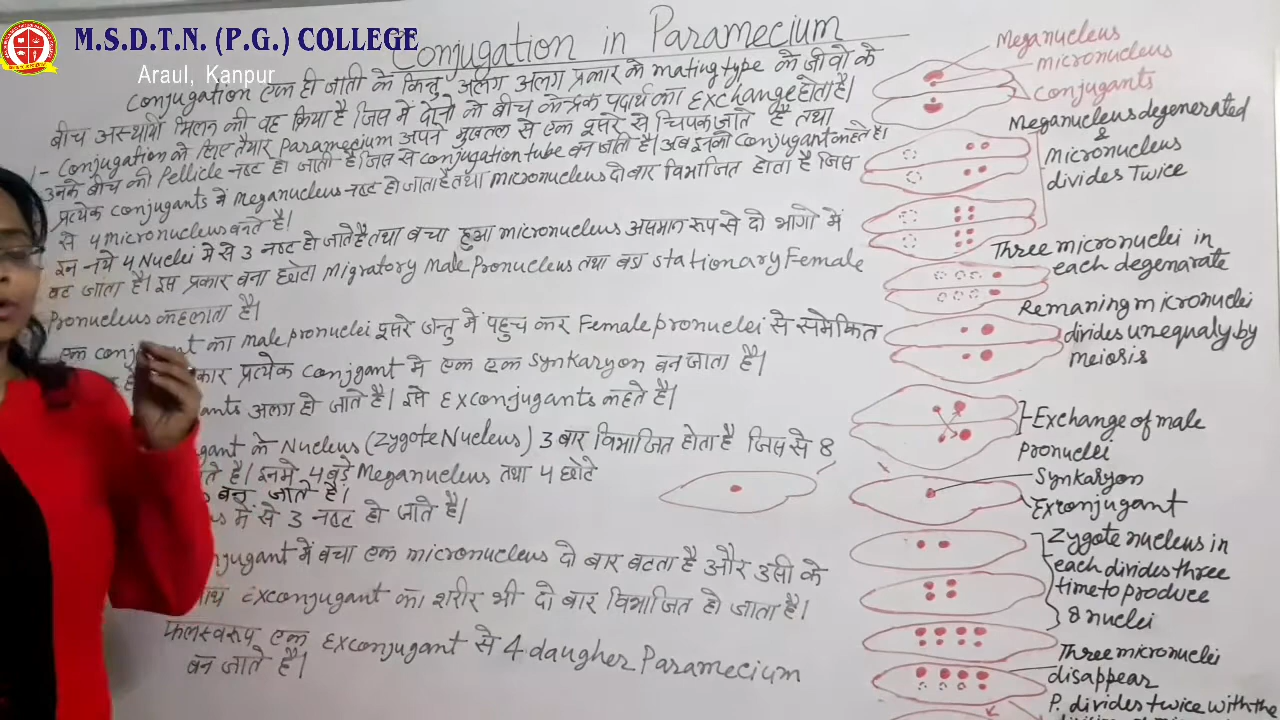 M.S.D.T.N. (P.G.) COLLEGE
Araul, Kanpur
Conjugation in Paramecium
Conjugation एक ही जाती के किन्तु अलग अलग प्रकार के mating type के जीवो के
बीच अस्थायी मिलन की वह क्रिया है जिस में दोनो के बीच केन्द्रक पदार्थ का Exchange होता है।
1- Conjugation के लिए तैयार Paramecium अपने मुखतल से एक दूसरे से चिपक जाते है तथा
उनके बीच की Pellicle नष्ट हो जाती है जिस से conjugation tube बन जाती है। अब इनको Conjugant कहते है।
प्रत्येक Conjugants में Meganucleus नष्ट हो जाता है तथा micronucleus दो बार विभाजित होता है जिस
से 4 micronucleus बनते है।
इन नये 4 Nuclei में से 3 नष्ट हो जाते है तथा बचा हुआ micronucleus असमान रूप से दो भागो में
बट जाता है। इस प्रकार बना छोटा Migratory Male Pronucleus तथा बडा Stationary Female
Pronucleus कहलाता है।
एक conj nt का male pronuclei दूसरे जन्तु में पहुच कर Female pronuclei से समेकित
कार प्रत्येक conjgant मे एक एक Synkaryon बन जाता है।
gants अलग हो जाते है। इसे Exconjugants कहते है।
gant के Nucleus (Zygote Nucleus) 3 बार विभाजित होता है जिस से 8
ते है। इनमे 4 बड़े Meganucleus तथा 4 छोटे
बन जाते है।
us में से 3 नष्ट हो जाते है।
njugant में बचा एक micronucleus दो बार बटता है और उसी के
साथ Exconjugant का शरीर भी दो बार विभाजित हो जाता है।
फलस्वरूप एक Exconjugant से 4 daugher Paramecium
बन जाते है।
Meganucleus
micronucleus
Conjugants
Meganucleus degenerated
&
Micronucleus
divides Twice
Three micronuclei in
each degenarate
Remaning micronuclei
divides unequaly by
meiosis
Exchange of male
Pronuclei
Synkaryon
Exconjugant
Zygote nucleus in
each divides three
time to produce
8 nuclei
Three micronuclei
disappear
P. divides twice with the